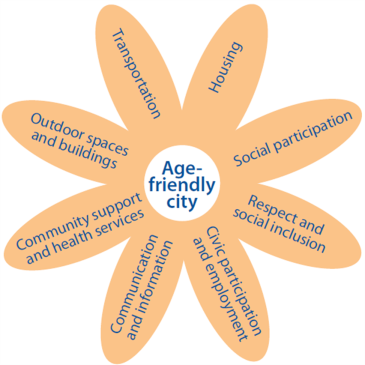 Age-
friendly
city
Transportation
Housing
Social participation
Respect and
social inclusion
Civic participation
and employment
Communication
and information
Community support
and health services
Outdoor spaces
and buildings